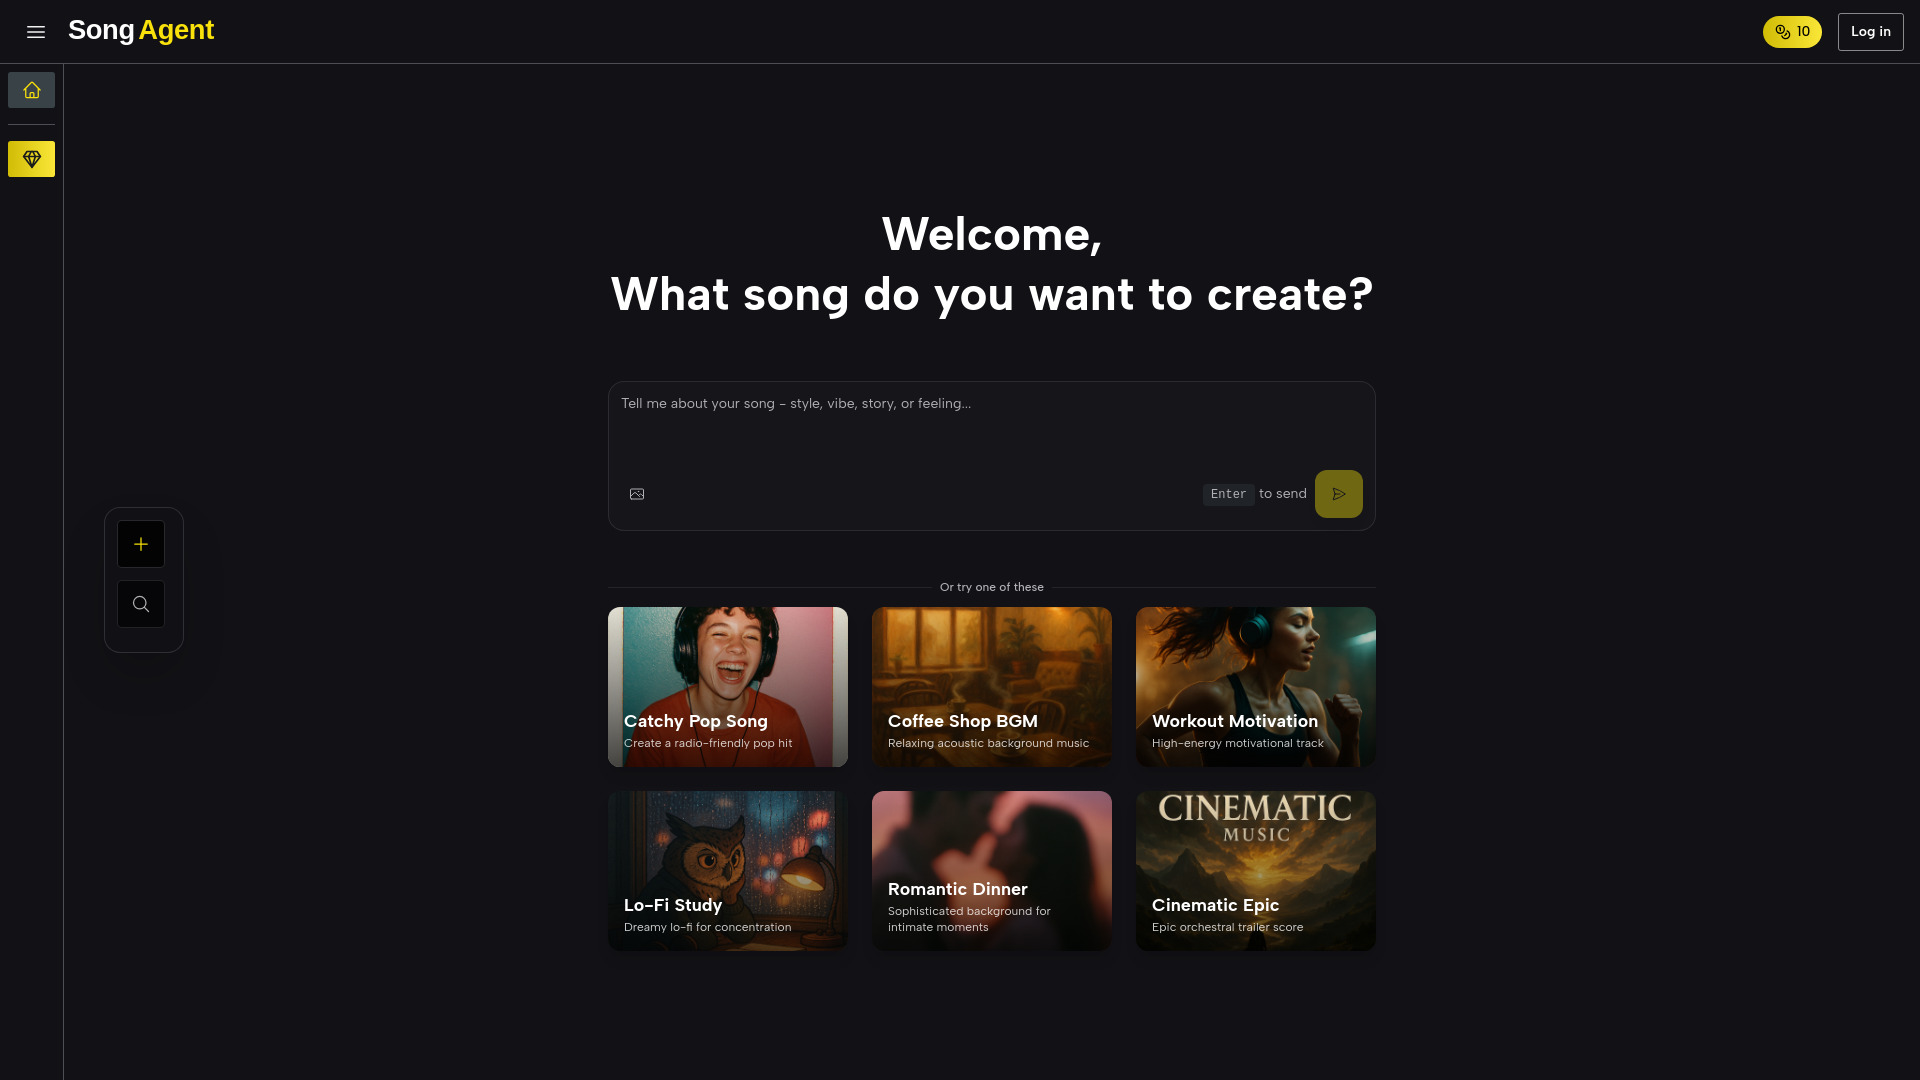 Song Agent
10
Log in
Welcome,
What song do you want to create?
Tell me about your song - style, vibe, story, or feeling...
Enter to send
Or try one of these
Catchy Pop Song
Create a radio-friendly pop hit
Coffee Shop BGM
Relaxing acoustic background music
Workout Motivation
High-energy motivational track
Lo-Fi Study
Dreamy lo-fi for concentration
Romantic Dinner
Sophisticated background for
intimate moments
CINEMATIC
MUSIC
Cinematic Epic
Epic orchestral trailer score